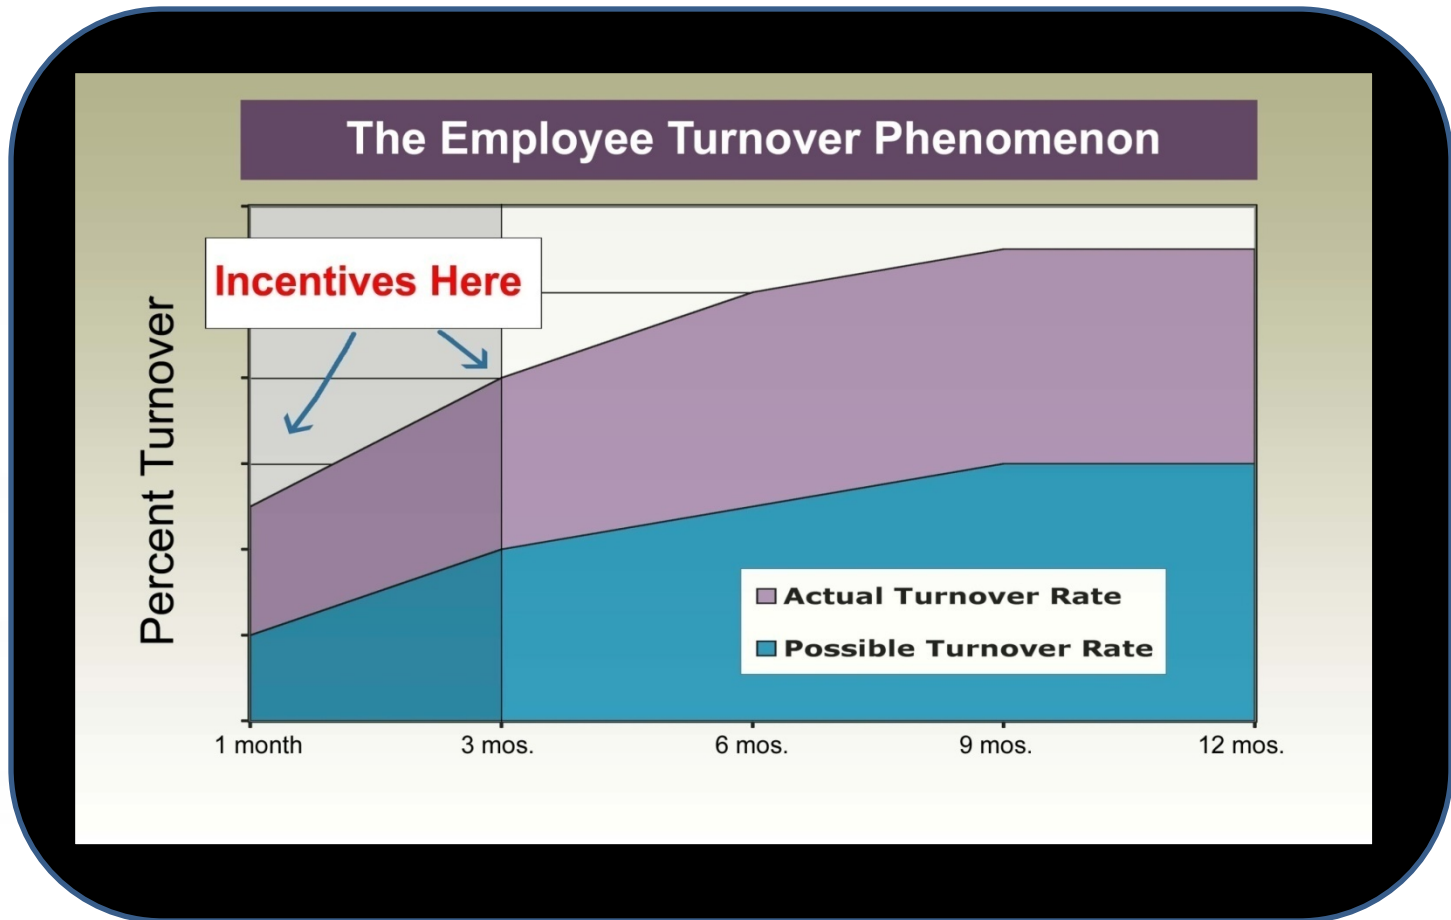 The Employee Turnover Phenomenon
Incentives Here
Percent Turnover
Actual Turnover Rate
Possible Turnover Rate
1 month 3 mos. 6 mos. 9 mos. 12 mos.